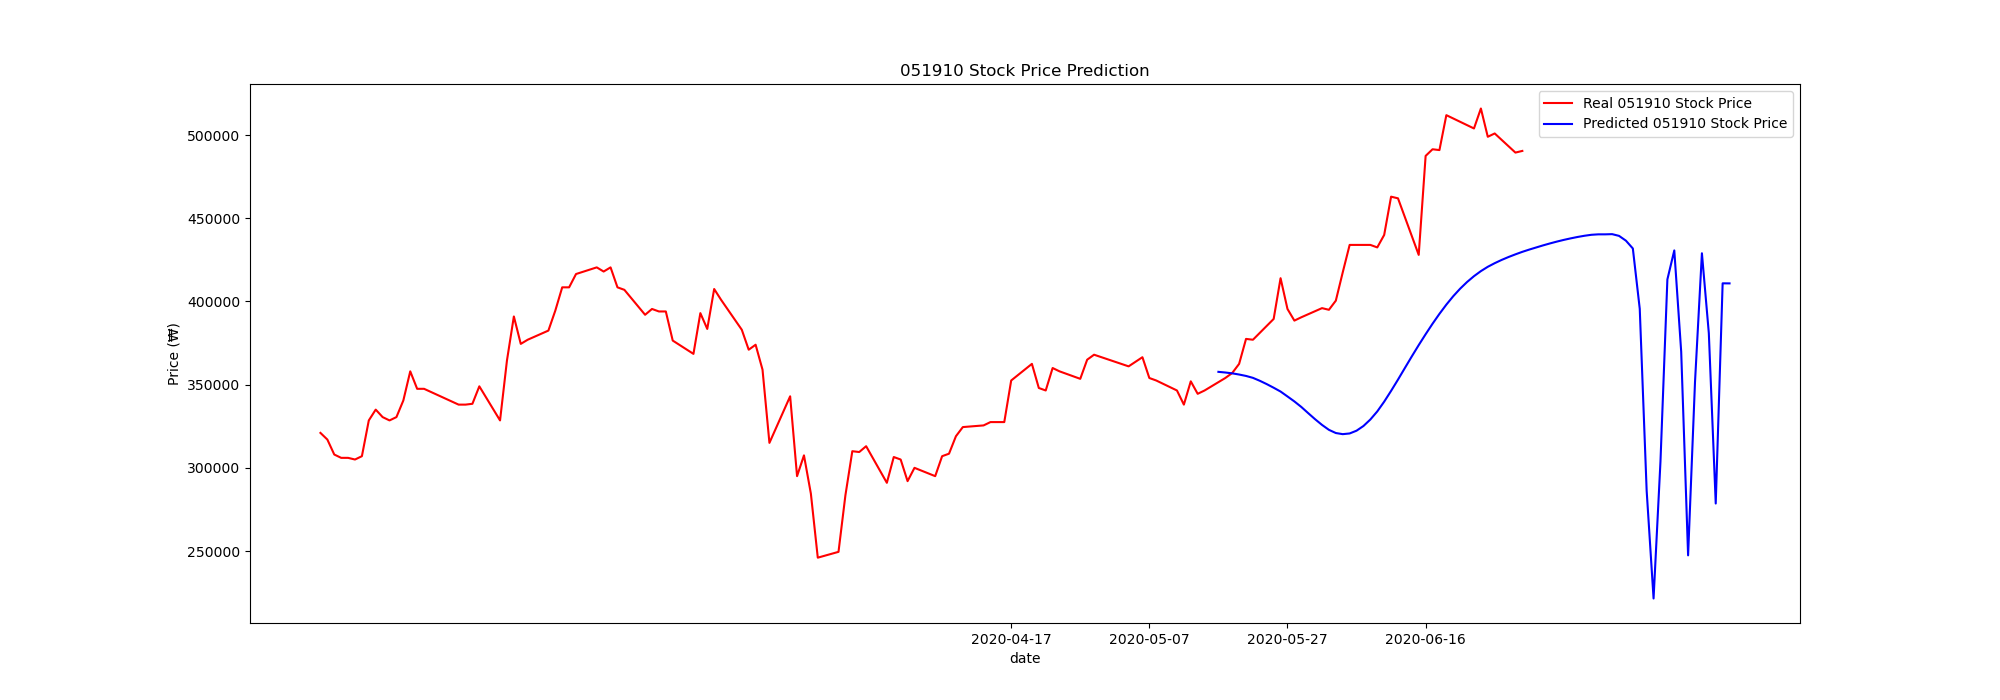 051910 Stock Price Prediction
Real 051910 Stock Price
Predicted 051910 Stock Price
Price (₩)
500000
450000
400000
350000
300000
250000
2020-04-17
2020-05-07
2020-05-27
2020-06-16
date